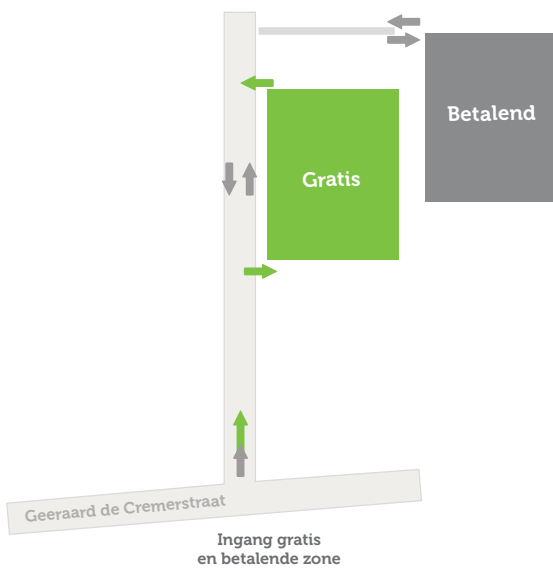 Betalend
Gratis
Geeraard de Cremerstraat
Ingang gratis
en betalende zone